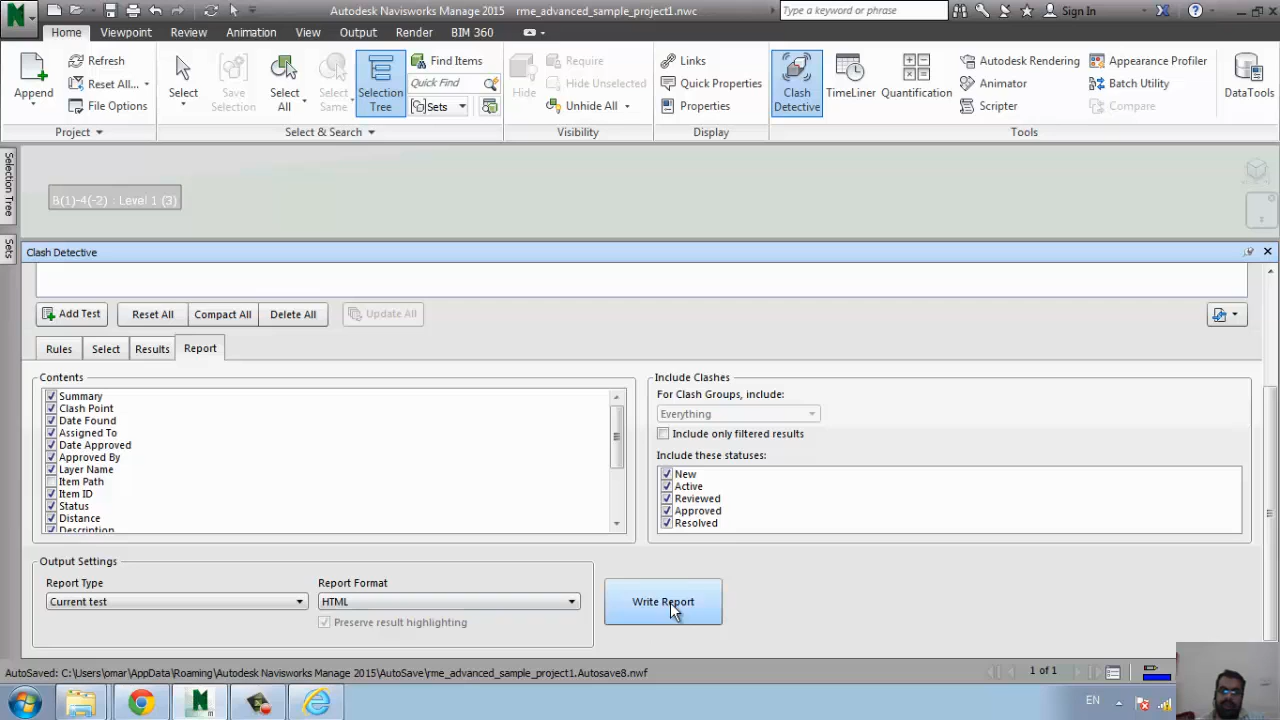 Autodesk Navisworks Manage 2015 rme_advanced_sample_project1.nwc
Type a keyword or phrase
Sign In
Home Viewpoint Review Animation View Output Render BIM 360
Append
Refresh
Reset All...
File Options
Project
Select
Save Selection
Select All
Select Same
Selection Tree
Find Items
Quick Find
Sets
Select & Search
Hide
Require
Hide Unselected
Unhide All
Visibility
Links
Quick Properties
Properties
Display
Clash Detective
TimeLiner
Quantification
Autodesk Rendering
Animator
Scripter
Appearance Profiler
Batch Utility
Compare
DataTools
Tools
Selection Tree
Sets
B(1)-4(-2) : Level 1 (3)
Clash Detective
Add Test Reset All Compact All Delete All Update All
Rules Select Results Report
Contents
Summary
Clash Point
Date Found
Assigned To
Date Approved
Approved By
Layer Name
Item Path
Item ID
Status
Distance
Description
Include Clashes
For Clash Groups, include:
Everything
Include only filtered results
Include these statuses:
New
Active
Reviewed
Approved
Resolved
Output Settings
Report Type
Current test
Report Format
HTML
Preserve result highlighting
Write Report
AutoSaved: C:\Users\omar\AppData\Roaming\Autodesk Navisworks Manage 2015\AutoSave\rme_advanced_sample_project1.Autosave8.nwf
1 of 1
EN